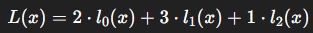 L(x) = 2 · l₀(x) + 3 · l₁(x) + 1 · l₂(x)